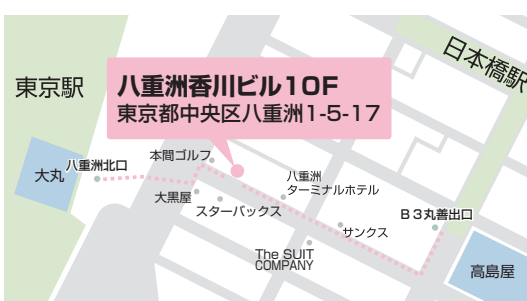 日本橋駅
東京駅
八重洲香川ビル10F
東京都中央区八重洲1-5-17
本間ゴルフ
八重洲北口
大丸
八重洲
ターミナルホテル
大黒屋
スターバックス
B3丸善出口
サンクス
The SUIT
COMPANY
高島屋